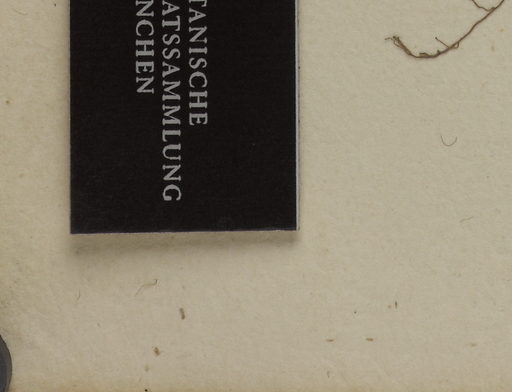 TANISCHE
ATSSAMMLUNG
NCHEN